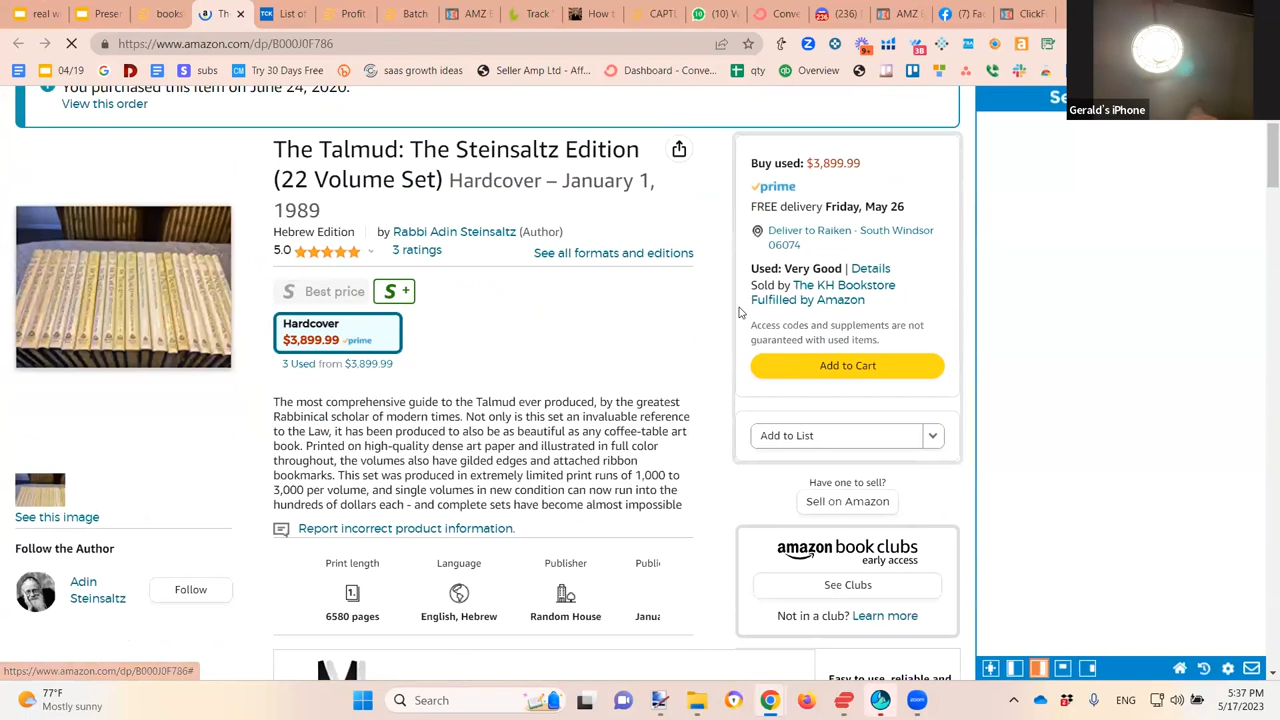 Prese
books
Th
List of
Profit
Batch
AMZ E
Track
How t
CAPTL
(10) W
Conve
(236)
AMZ E
(7) Fa
ClickF
https://www.amazon.com/dp/B000J0F786
04/19
subs
Try 30 Day Fred
saas growth ideas
Seller Amp Ltd - Aff...
Dashboard - Conve...
qty
Overview
You purchased this item on June 24, 2020.
View this order
Se
Gerald's iPhone
The Talmud: The Steinsaltz Edition
(22 Volume Set) Hardcover – January 1,
1989
Hebrew Edition | by Rabbi Adin Steinsaltz (Author)
5.0 3 ratings
See all formats and editions
S Best price
S +
Hardcover
$3,899.99 prime
3 Used from $3,899.99
The most comprehensive guide to the Talmud ever produced, by the greatest
Rabbinical scholar of modern times. Not only is this set an invaluable reference
to the Law, it has been produced to also be as beautiful as any coffee-table art
book. Printed on high-quality dense art paper and illustrated in full color
throughout, the volumes also have gilded edges and attached ribbon
bookmarks. This set was produced in extremely limited print runs of 1,000 to
3,000 per volume, and single volumes in new condition can now run into the
hundreds of dollars each - and complete sets have become almost impossible
Report incorrect product information.
Print length
6580 pages
Language
English, Hebrew
Publisher
Random House
Publi
Janua
See this image
Follow the Author
Adin
Steinsaltz
Follow
Buy used: $3,899.99
prime
FREE delivery Friday, May 26
Deliver to Raiken - South Windsor
06074
Used: Very Good | Details
Sold by The KH Bookstore
Fulfilled by Amazon
Access codes and supplements are not
guaranteed with used items.
Add to Cart
Add to List
Have one to sell?
Sell on Amazon
amazon book clubs
early access
See Clubs
Not in a club? Learn more
Easy to use, reliable and
https://www.amazon.com/dp/B000J0F786#
77°F
Mostly sunny
Search
ENG
5:37 PM
5/17/2023